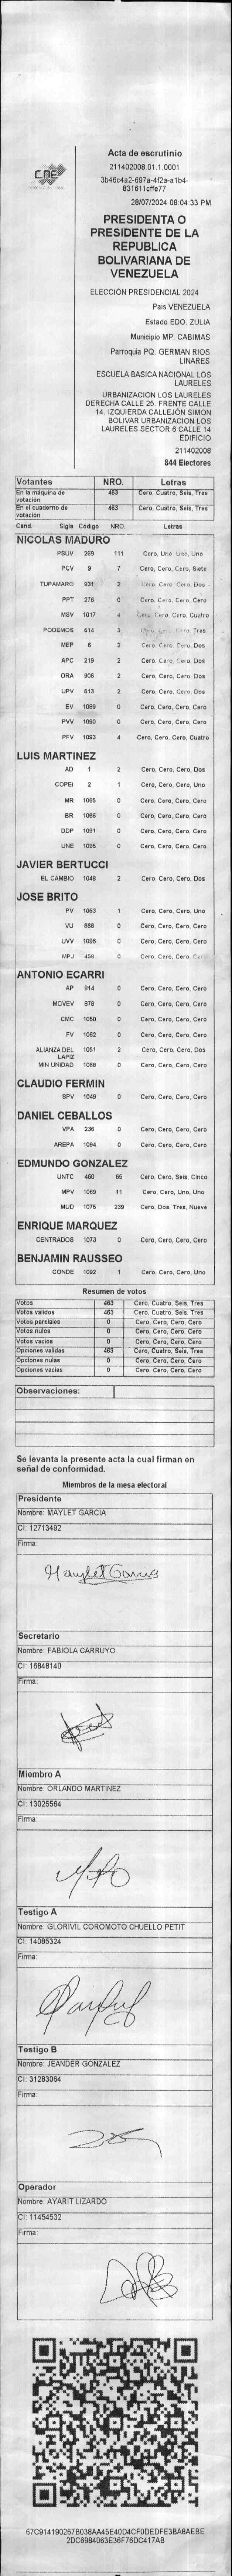 CNE
Acta de escrutinio
211402008.01.1.0001
3b46c4a2-697a-4f2a-a1b4-
831611cffe77
28/07/2024 08:04:33 PM
PRESIDENTA O
PRESIDENTE DE LA
REPUBLICA
BOLIVARIANA DE
VENEZUELA
ELECCIÓN PRESIDENCIAL 2024
País VENEZUELA
Estado EDO. ZULIA
Municipio MP. CABIMAS
Parroquia PQ. GERMAN RIOS
LINARES
ESCUELA BASICA NACIONAL LOS
LAURELES
URBANIZACION LOS LAURELES
DERECHA CALLE 25. FRENTE CALLE
14. IZQUIERDA CALLEJÓN SIMON
BOLIVAR URBANIZACION LOS
LAURELES SECTOR 6 CALLE 14
EDIFICIO
211402008
844 Electores
Votantes NRO. Letras
En la máquina de votación 463 Cero, Cuatro, Seis, Tres
En el cuaderno de votación 463 Cero, Cuatro, Seis, Tres
Cand. Sigla Código NRO. Letras
NICOLAS MADURO
PSUV 269 111 Cero, Uno, Uno, Uno
PCV 9 7 Cero, Cero, Cero, Siete
TUPAMARO 931 2 Cero, Cero, Cero, Dos
PPT 276 0 Cero, Cero, Cero, Cero
MSV 1017 4 Cero, Cero, Cero, Cuatro
PODEMOS 614 3 Cero, Cero, Cero, Tres
MEP 6 2 Cero, Cero, Cero, Dos
APC 219 2 Cero, Cero, Cero, Dos
ORA 906 2 Cero, Cero, Cero, Dos
UPV 513 2 Cero, Cero, Cero, Dos
EV 1089 0 Cero, Cero, Cero, Cero
PVV 1090 0 Cero, Cero, Cero, Cero
PFV 1093 4 Cero, Cero, Cero, Cuatro
LUIS MARTINEZ
AD 1 2 Cero, Cero, Cero, Dos
COPEI 2 1 Cero, Cero, Cero, Uno
MR 1065 0 Cero, Cero, Cero, Cero
BR 1066 0 Cero, Cero, Cero, Cero
DDP 1091 0 Cero, Cero, Cero, Cero
UNE 1095 0 Cero, Cero, Cero, Cero
JAVIER BERTUCCI
EL CAMBIO 1048 2 Cero, Cero, Cero, Dos
JOSE BRITO
PV 1053 1 Cero, Cero, Cero, Uno
VU 868 0 Cero, Cero, Cero, Cero
UVV 1096 0 Cero, Cero, Cero, Cero
MPJ 458 0 Cero, Cero, Cero, Cero
ANTONIO ECARRI
AP 914 0 Cero, Cero, Cero, Cero
MOVEV 878 0 Cero, Cero, Cero, Cero
CMC 1050 0 Cero, Cero, Cero, Cero
FV 1062 0 Cero, Cero, Cero, Cero
ALIANZA DEL LAPIZ 1051 2 Cero, Cero, Cero, Dos
MIN UNIDAD 1068 0 Cero, Cero, Cero, Cero
CLAUDIO FERMIN
SPV 1049 0 Cero, Cero, Cero, Cero
DANIEL CEBALLOS
VPA 236 0 Cero, Cero, Cero, Cero
AREPA 1094 0 Cero, Cero, Cero, Cero
EDMUNDO GONZALEZ
UNTC 460 65 Cero, Cero, Seis, Cinco
MPV 1069 11 Cero, Cero, Uno, Uno
MUD 1075 239 Cero, Dos, Tres, Nueve
ENRIQUE MARQUEZ
CENTRADOS 1073 0 Cero, Cero, Cero, Cero
BENJAMIN RAUSSEO
CONDE 1092 1 Cero, Cero, Cero, Uno
Resumen de votos
Votos 463 Cero, Cuatro, Seis, Tres
Votos validos 463 Cero, Cuatro, Seis, Tres
Votos parciales 0 Cero, Cero, Cero, Cero
Votos nulos 0 Cero, Cero, Cero, Cero
Votos vacios 0 Cero, Cero, Cero, Cero
Opciones validas 463 Cero, Cuatro, Seis, Tres
Opciones nulas 0 Cero, Cero, Cero, Cero
Opciones vacias 0 Cero, Cero, Cero, Cero
Observaciones:
Se levanta la presente acta la cual firman en
señal de conformidad.
Miembros de la mesa electoral
Presidente
Nombre: MAYLET GARCIA
CI: 12713492
Firma:
Maylet Garcia
Secretario
Nombre: FABIOLA CARRUYO
CI: 16848140
Firma:
Miembro A
Nombre: ORLANDO MARTINEZ
CI: 13025564
Firma:
Testigo A
Nombre: GLORIVIL COROMOTO CHUELLO PETIT
CI: 14085324
Firma:
Testigo B
Nombre: JEANDER GONZALEZ
CI: 31283064
Firma:
Operador
Nombre: AYARIT LIZARDO
CI: 11454532
Firma:
67C914190267B038AA45E40D4CF0DEDFE3BA8AEBE
2DC6984063E36F76DC417AB